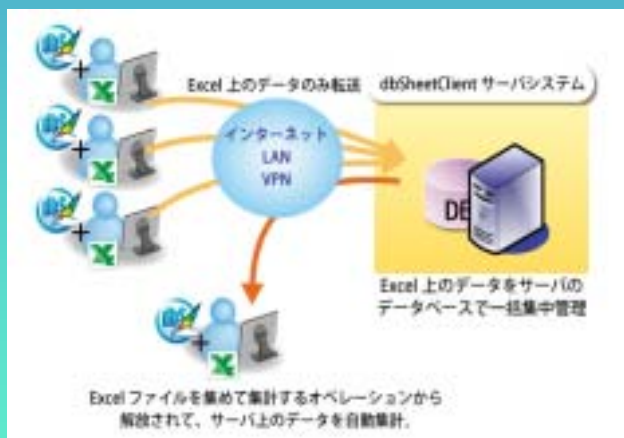 Excel 上のデータのみ転送
dbSheetClient サーバシステム
インターネット
LAN
VPN
DB
Excel 上のデータをサーバの
データベースで一括集中管理
Excel ファイルを集めて集計するオペレーションから
解放されて、サーバ上のデータを自動集計。